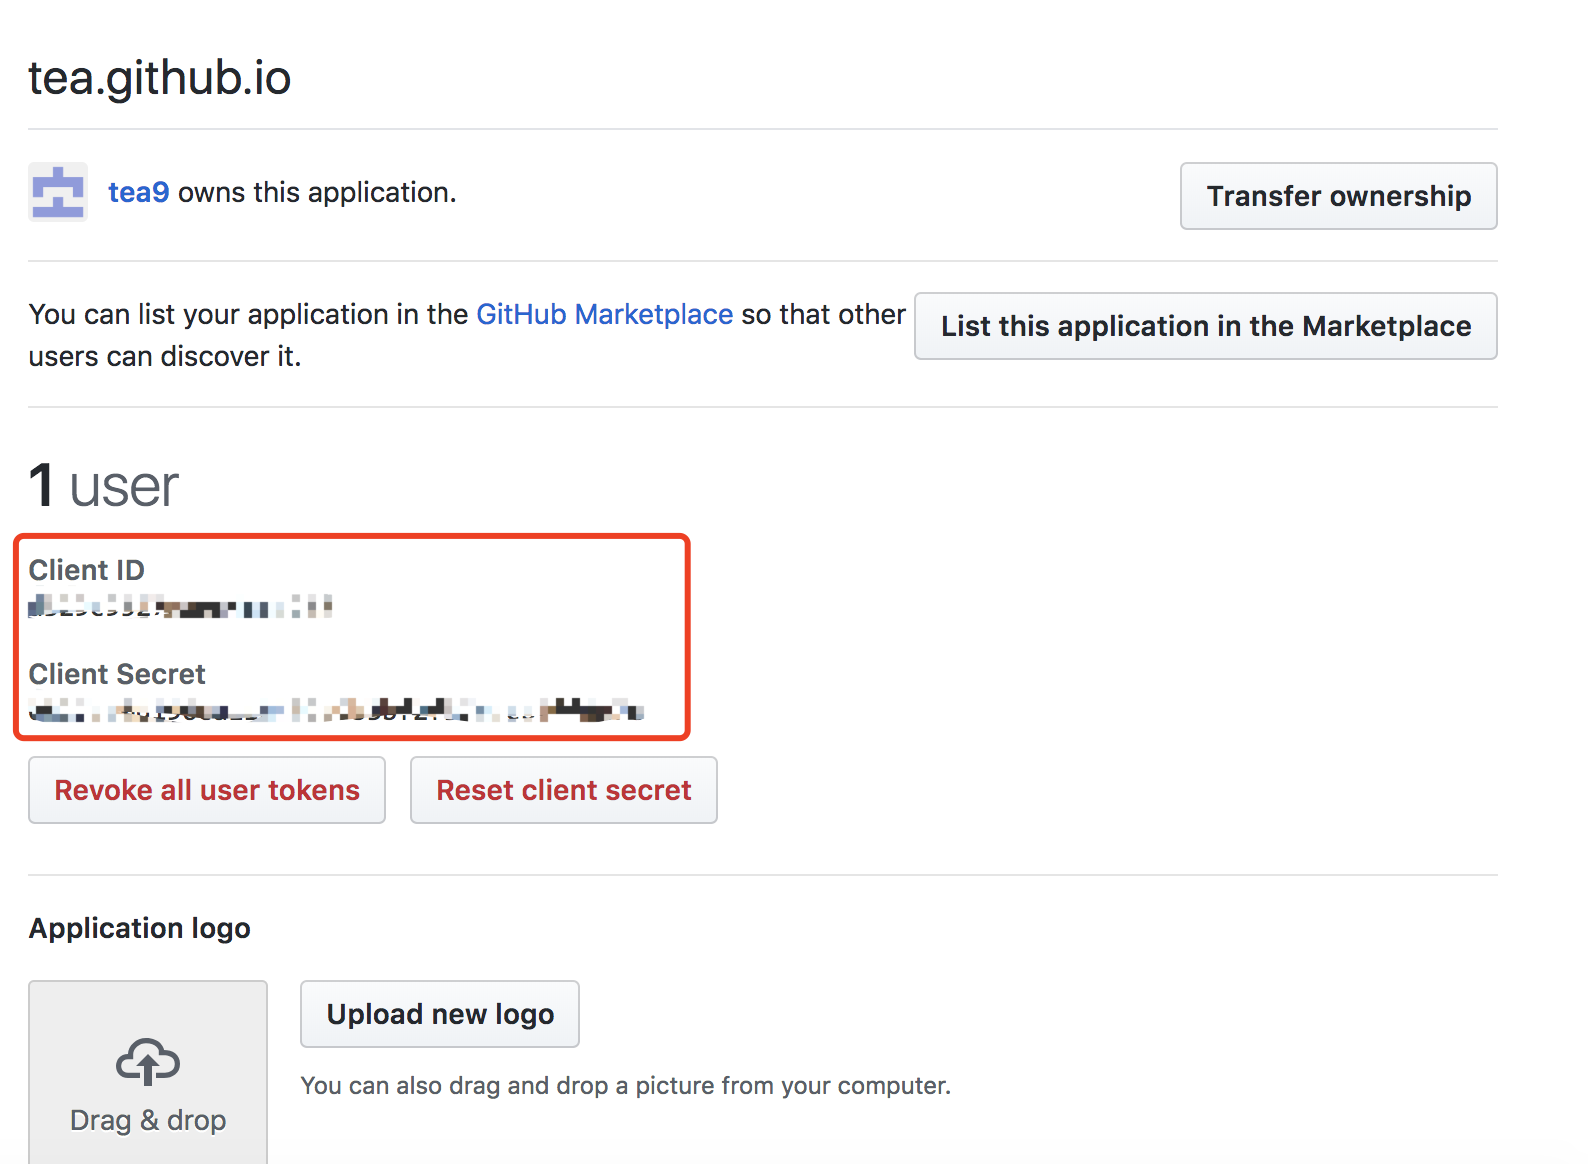 tea.github.io
tea9 owns this application.
Transfer ownership
You can list your application in the GitHub Marketplace so that other
users can discover it.
List this application in the Marketplace
1 user
Client ID
Client Secret
Revoke all user tokens
Reset client secret
Application logo
Drag & drop
Upload new logo
You can also drag and drop a picture from your computer.